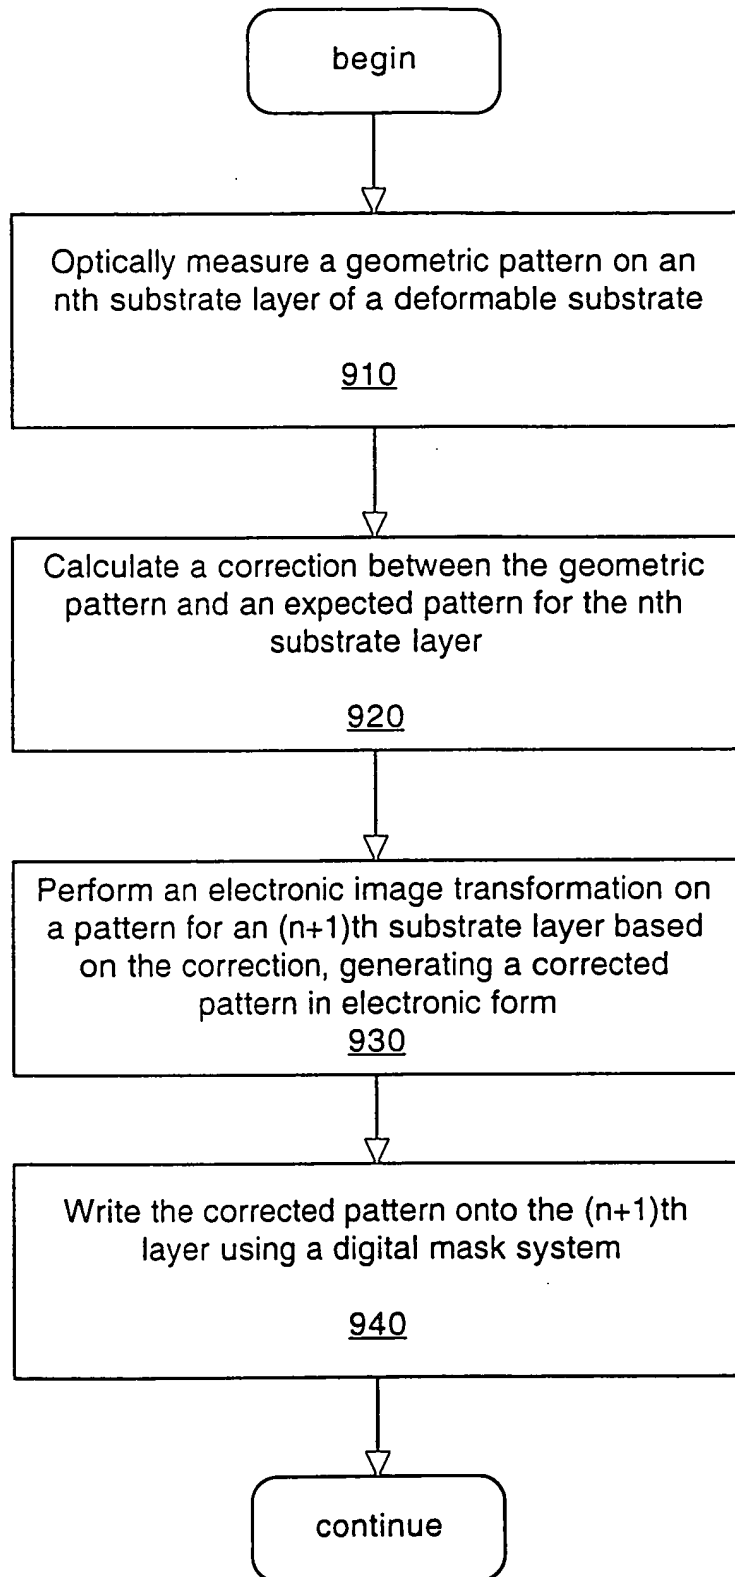 begin
Optically measure a geometric pattern on an
nth substrate layer of a deformable substrate
910
Calculate a correction between the geometric
pattern and an expected pattern for the nth
substrate layer
920
Perform an electronic image transformation on
a pattern for an (n+1)th substrate layer based
on the correction, generating a corrected
pattern in electronic form
930
Write the corrected pattern onto the (n+1)th
layer using a digital mask system
940
continue